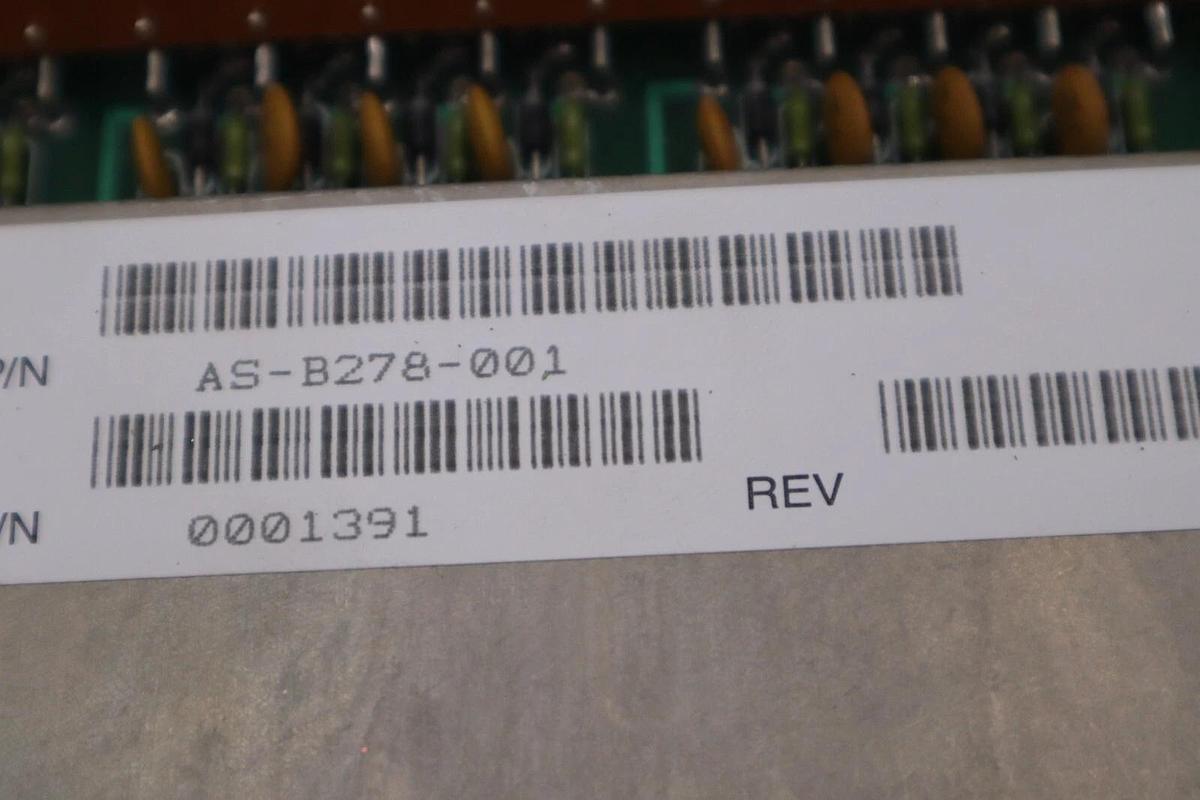 P/N AS-B278-001
/N 0001391 REV